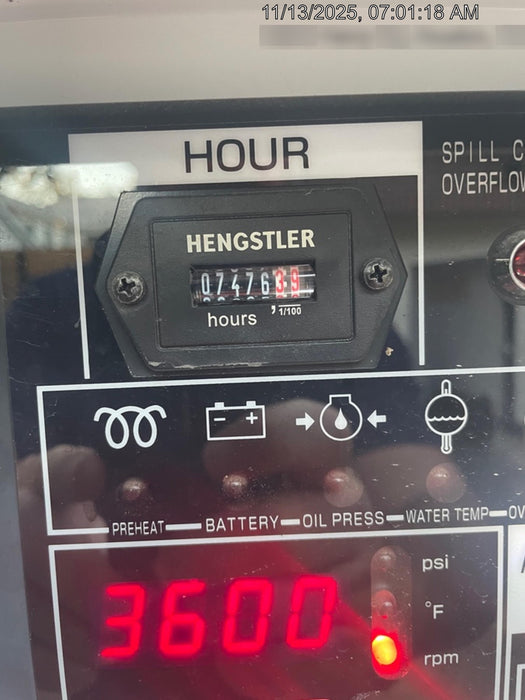 11/13/2025, 07:01:18 AM
HOUR
SPILL C
OVERFLOW
HENGSTLER
0747639
hours , 1/100
- +
PREHEAT BATTERY OIL PRESS WATER TEMP OV
psi
°F
3600
rpm